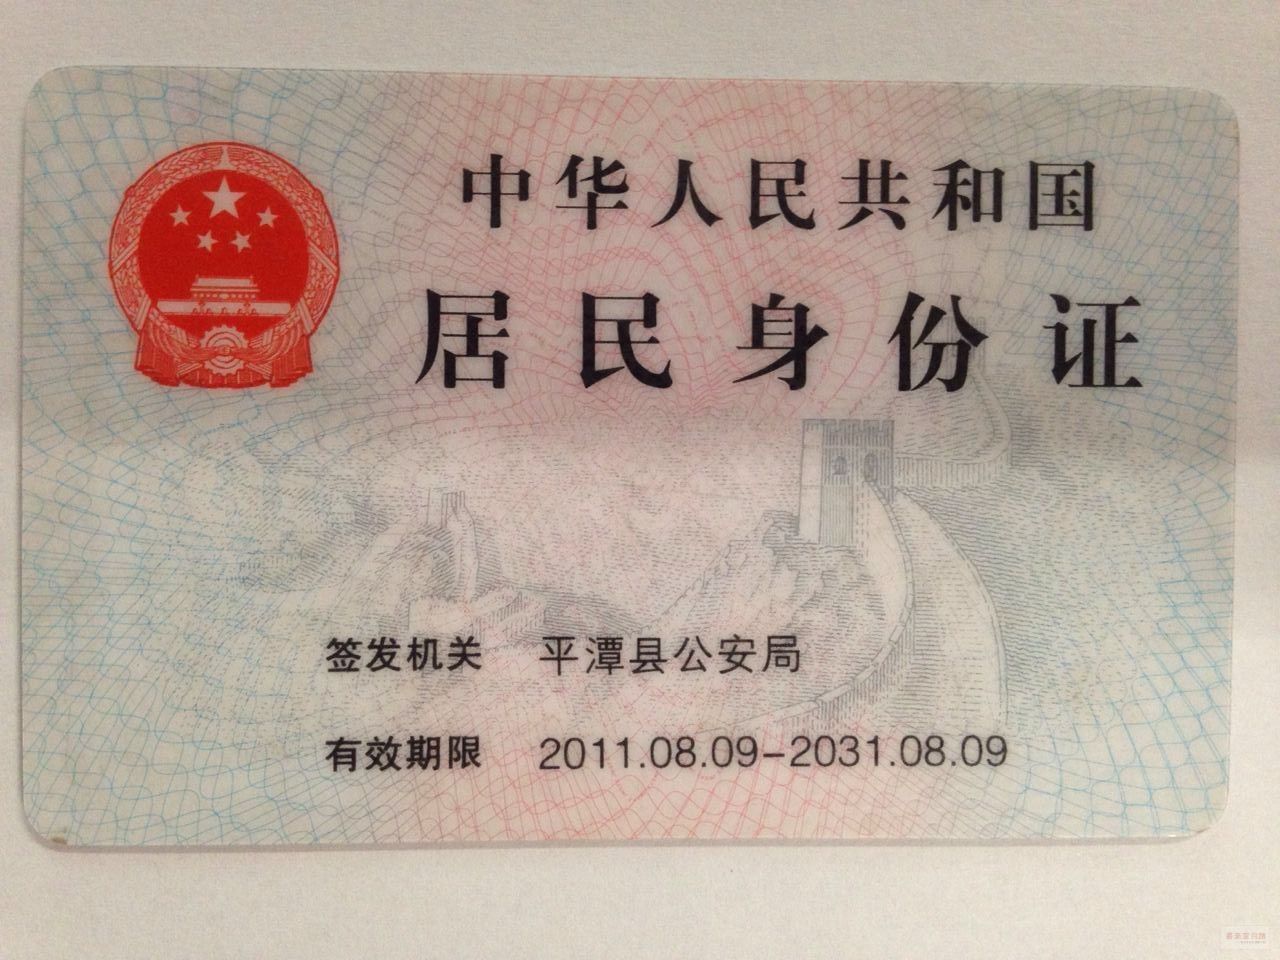 中华人民共和国
居民身份证
签发机关 平潭县公安局
有效期限 2011.08.09-2031.08.09